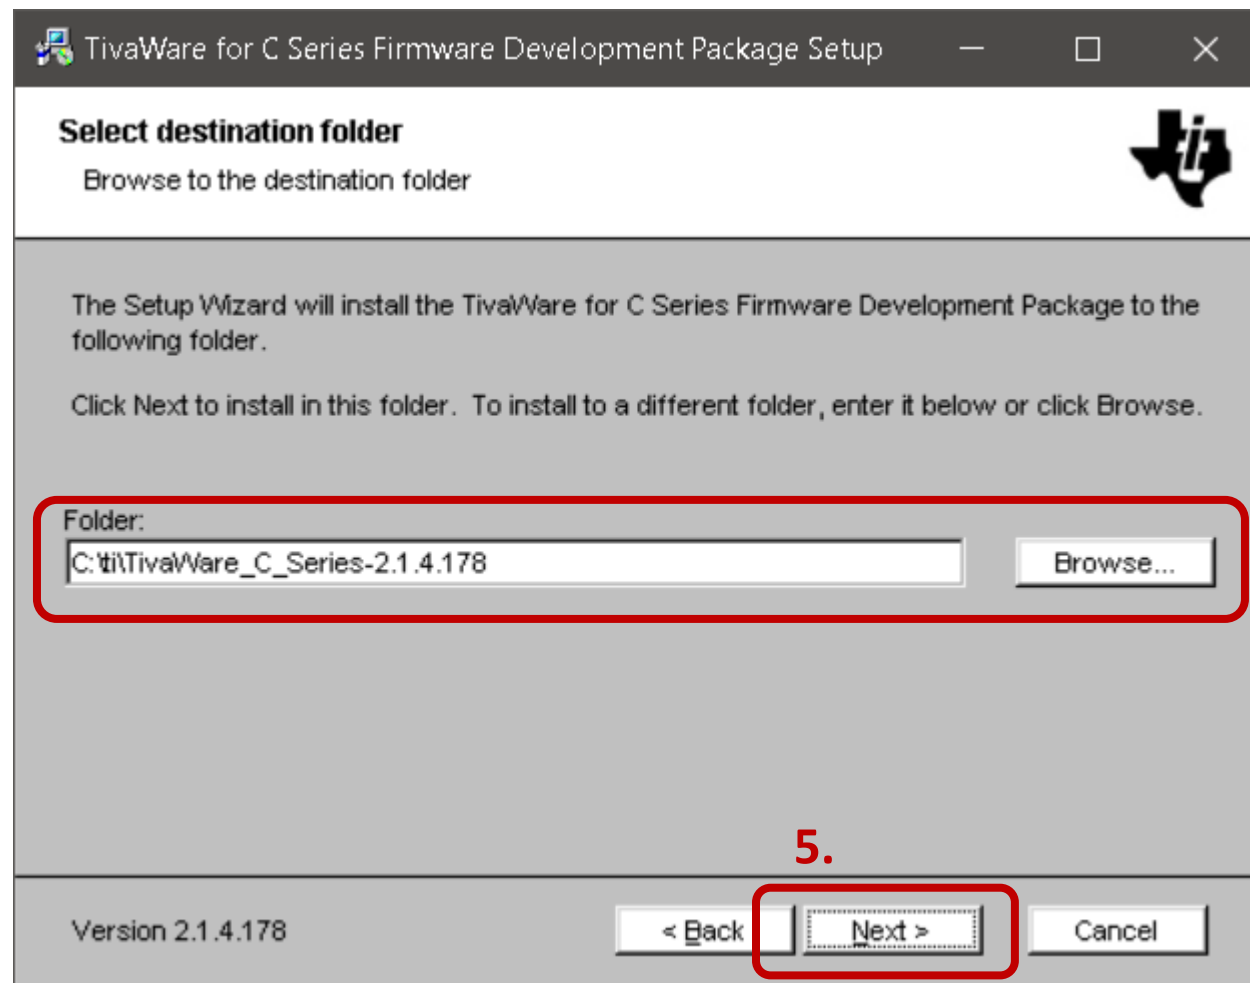 TivaWare for C Series Firmware Development Package Setup
Select destination folder
Browse to the destination folder
ti
The Setup Wizard will install the TivaWare for C Series Firmware Development Package to the
following folder.
Click Next to install in this folder. To install to a different folder, enter it below or click Browse.
Folder:
C:\ti\TivaWare_C_Series-2.1.4.178
Browse...
5.
Version 2.1.4.178
< Back
Next >
Cancel